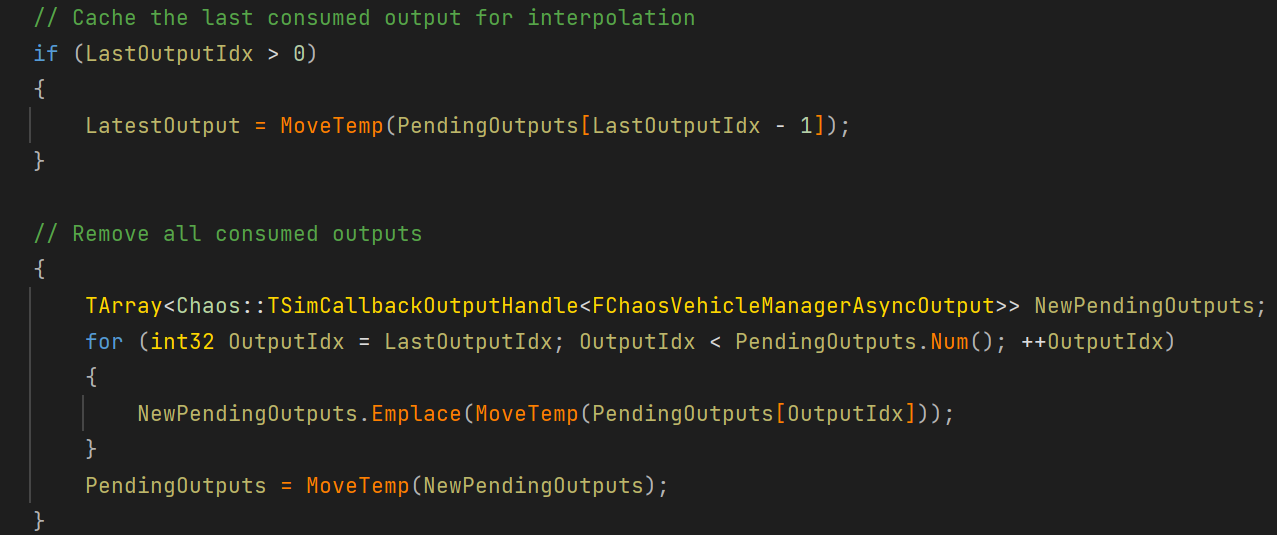 // Cache the last consumed output for interpolation
if (LastOutputIdx > 0)
{
    LatestOutput = MoveTemp(PendingOutputs[LastOutputIdx - 1]);
}

// Remove all consumed outputs
{
    TArray<Chaos::TSimCallbackOutputHandle<FChaosVehicleManagerAsyncOutput>> NewPendingOutputs;
    for (int32 OutputIdx = LastOutputIdx; OutputIdx < PendingOutputs.Num(); ++OutputIdx)
    {
        NewPendingOutputs.Emplace(MoveTemp(PendingOutputs[OutputIdx]));
    }
    PendingOutputs = MoveTemp(NewPendingOutputs);
}